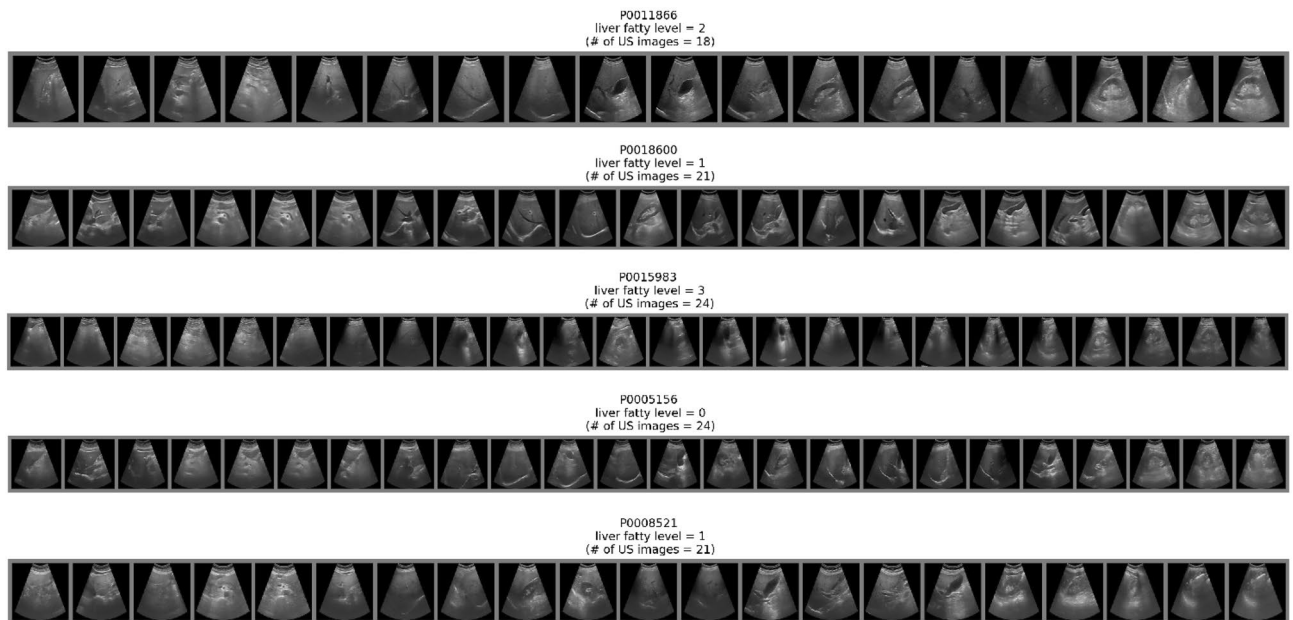 P0011866
liver fatty level = 2
(# of US images = 18)
P0018600
liver fatty level = 1
(# of US images = 21)
P0015983
liver fatty level = 3
(# of US images = 24)
P0005156
liver fatty level = 0
(# of US images = 24)
P0008521
liver fatty level = 1
(# of US images = 21)